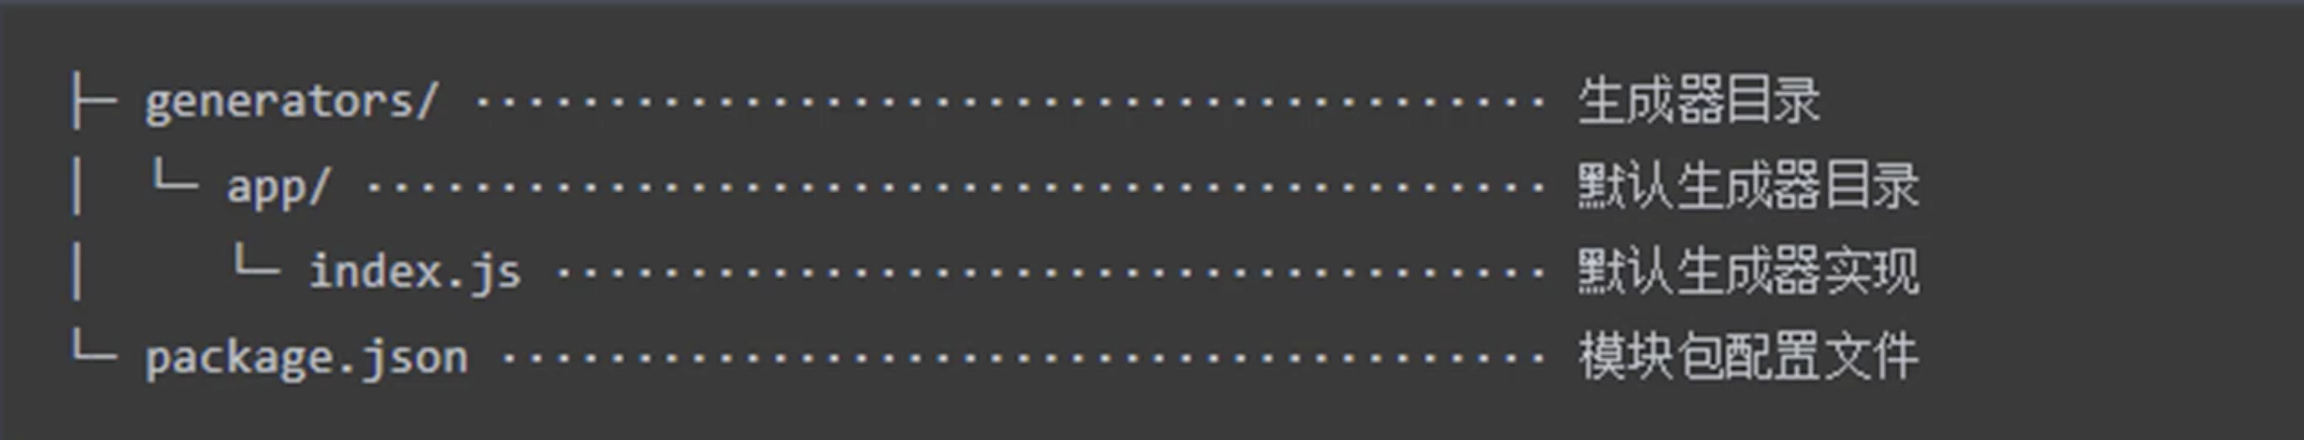 ├─ generators/ ········································ 生成器目录
│  └─ app/ ············································ 默认生成器目录
│     └─ index.js ····································· 默认生成器实现
└─ package.json ······································· 模块包配置文件